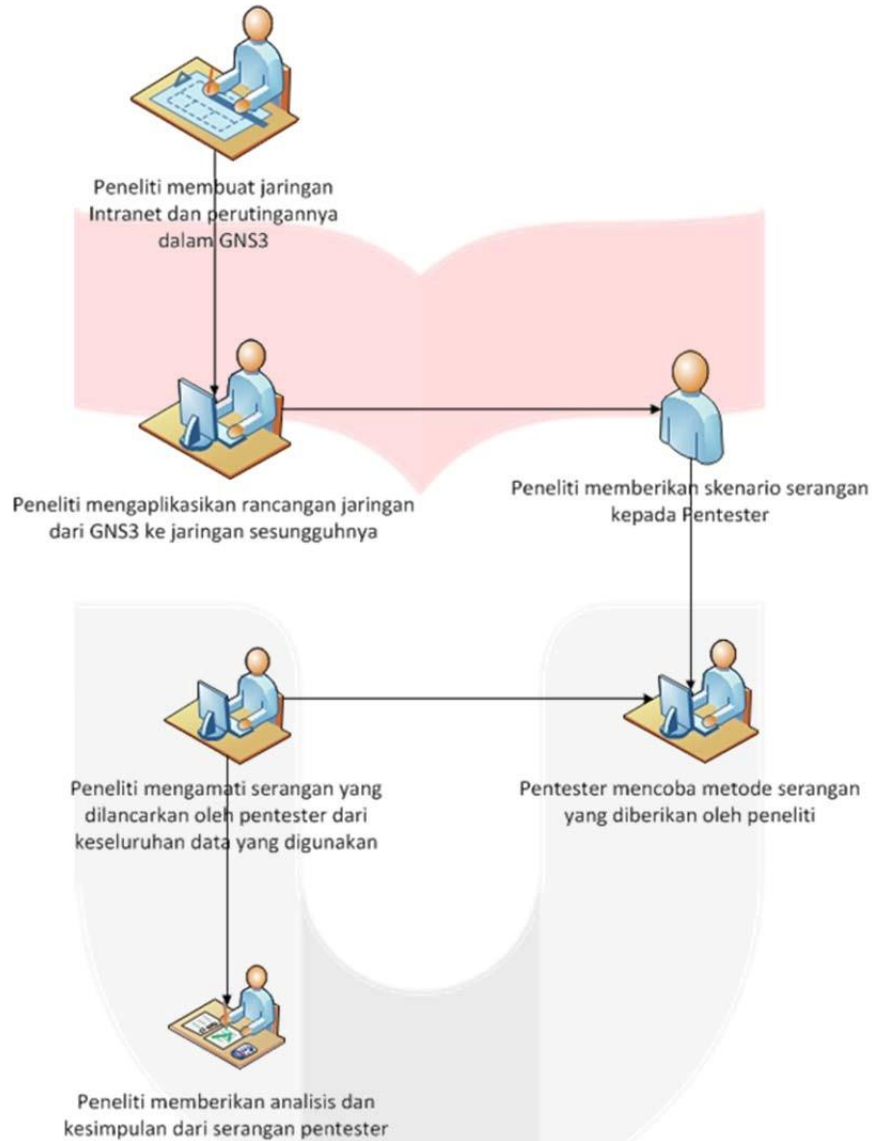 Peneliti membuat jaringan
Intranet dan perutingannya
dalam GNS3
Peneliti mengaplikasikan rancangan jaringan
dari GNS3 ke jaringan sesungguhnya
Peneliti memberikan skenario serangan
kepada Pentester
Pentester mencoba metode serangan
yang diberikan oleh peneliti
Peneliti mengamati serangan yang
dilancarkan oleh pentester dari
keseluruhan data yang digunakan
Peneliti memberikan analisis dan
kesimpulan dari serangan pentester